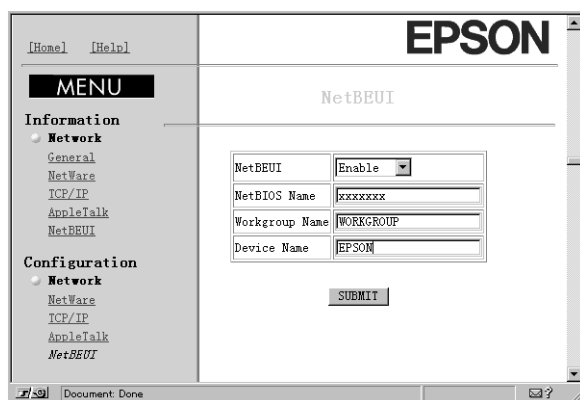 [Home] [Help]
EPSON
MENU
Information
Network
General
NetWare
TCP/IP
AppleTalk
NetBEUI
Configuration
Network
NetWare
TCP/IP
AppleTalk
NetBEUI
NetBEUI
NetBEUI Enable
NetBIOS Name xxxxxxx
Workgroup Name WORKGROUP
Device Name EPSON
SUBMIT
Document: Done